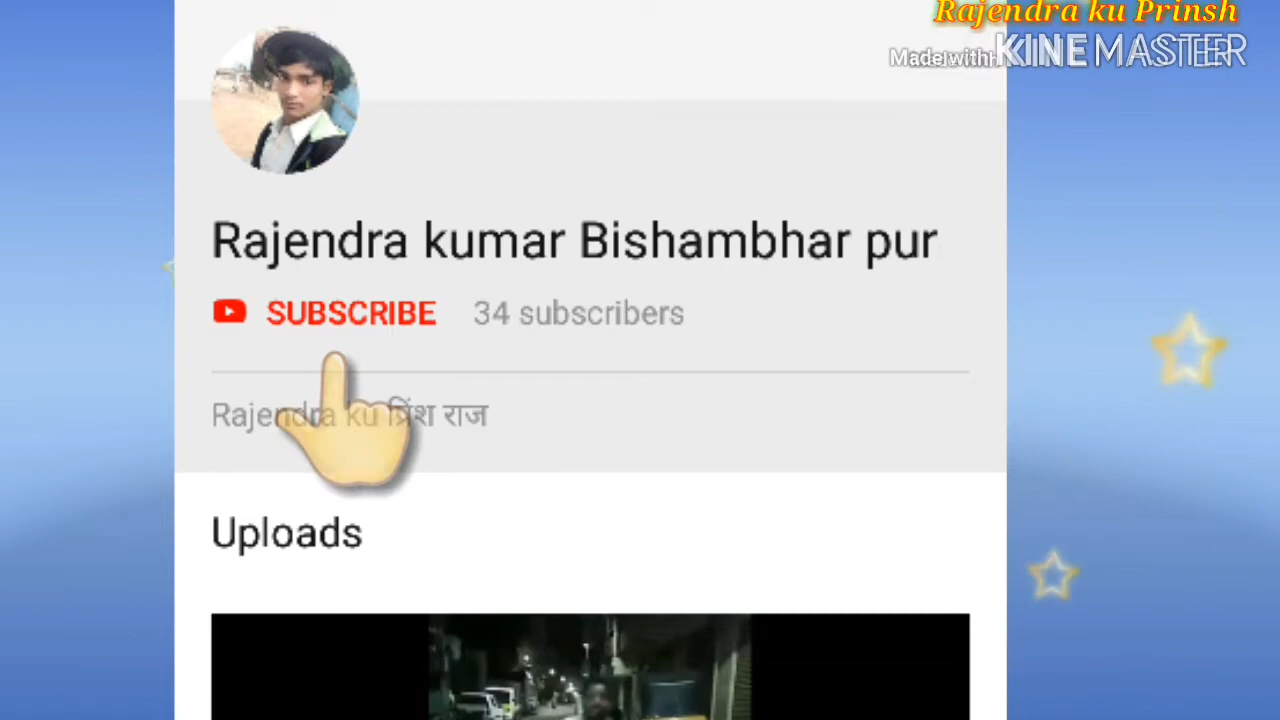 Rajendra ku Prinsh
Made with KINEMASTER
Rajendra kumar Bishambhar pur
SUBSCRIBE 34 subscribers
Rajendra ku प्रिंश राज
Uploads